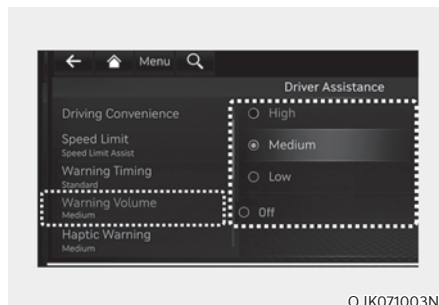 Menu
Driver Assistance
Driving Convenience
Speed Limit
Speed Limit Assist
Warning Timing
Standard
Warning Volume
Medium
Haptic Warning
Medium
High
Medium
Low
Off
OJK071003N